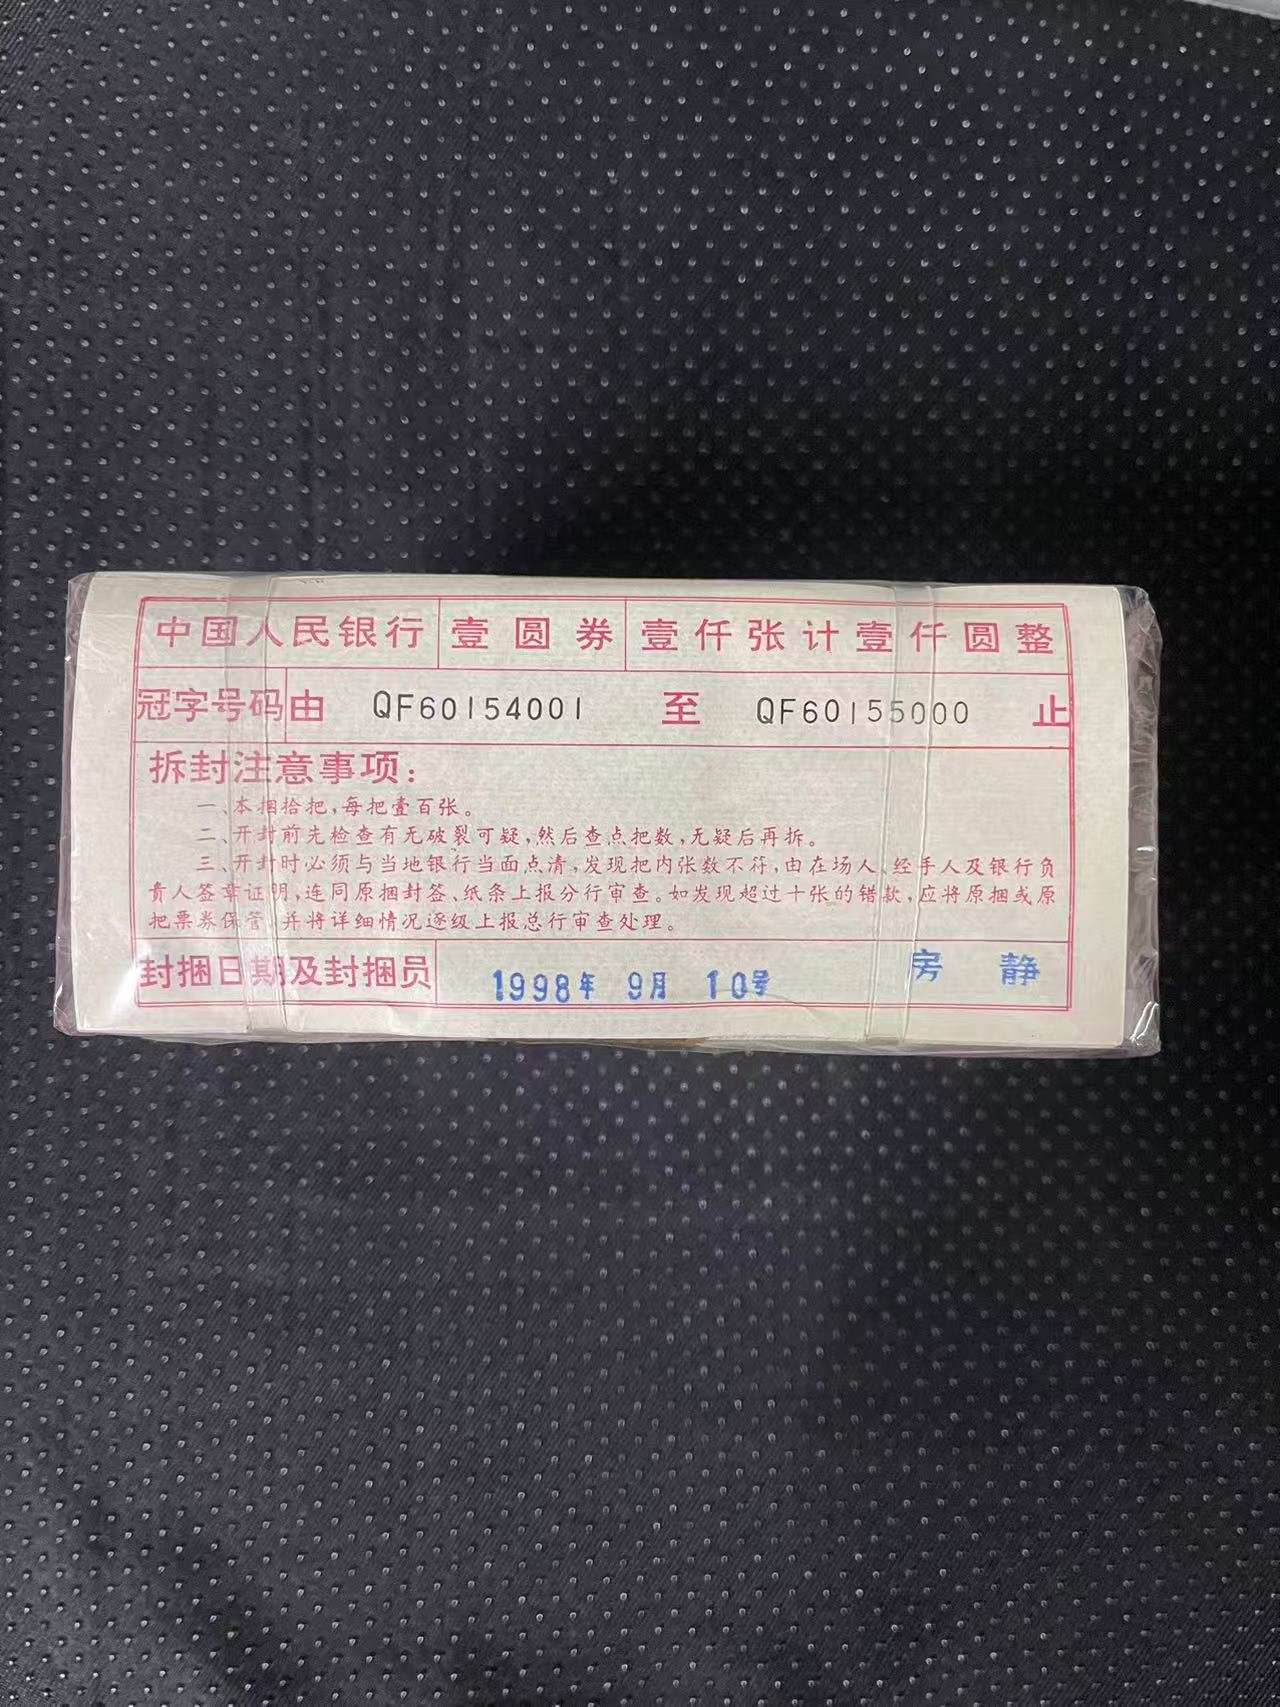 中国人民银行 壹圆券 壹仟张计壹仟圆整
冠字号码 由 QF60154001 至 QF60155000 止
拆封注意事项：
一、本捆拾把，每把壹百张。
二、开封前先检查有无破裂可疑，然后查点把数，无疑后再拆。
三、开封时必须与当地银行当面点清，发现把内张数不符，由在场人、经手人及银行负
责人签章证明，连同原捆封签、纸条上报分行审查。如发现超过十张的错款，应将原捆或原
把票券保管，并将详细情况逐级上报总行审查处理。
封捆日期及封捆员 1998年 9月 10号 房 静